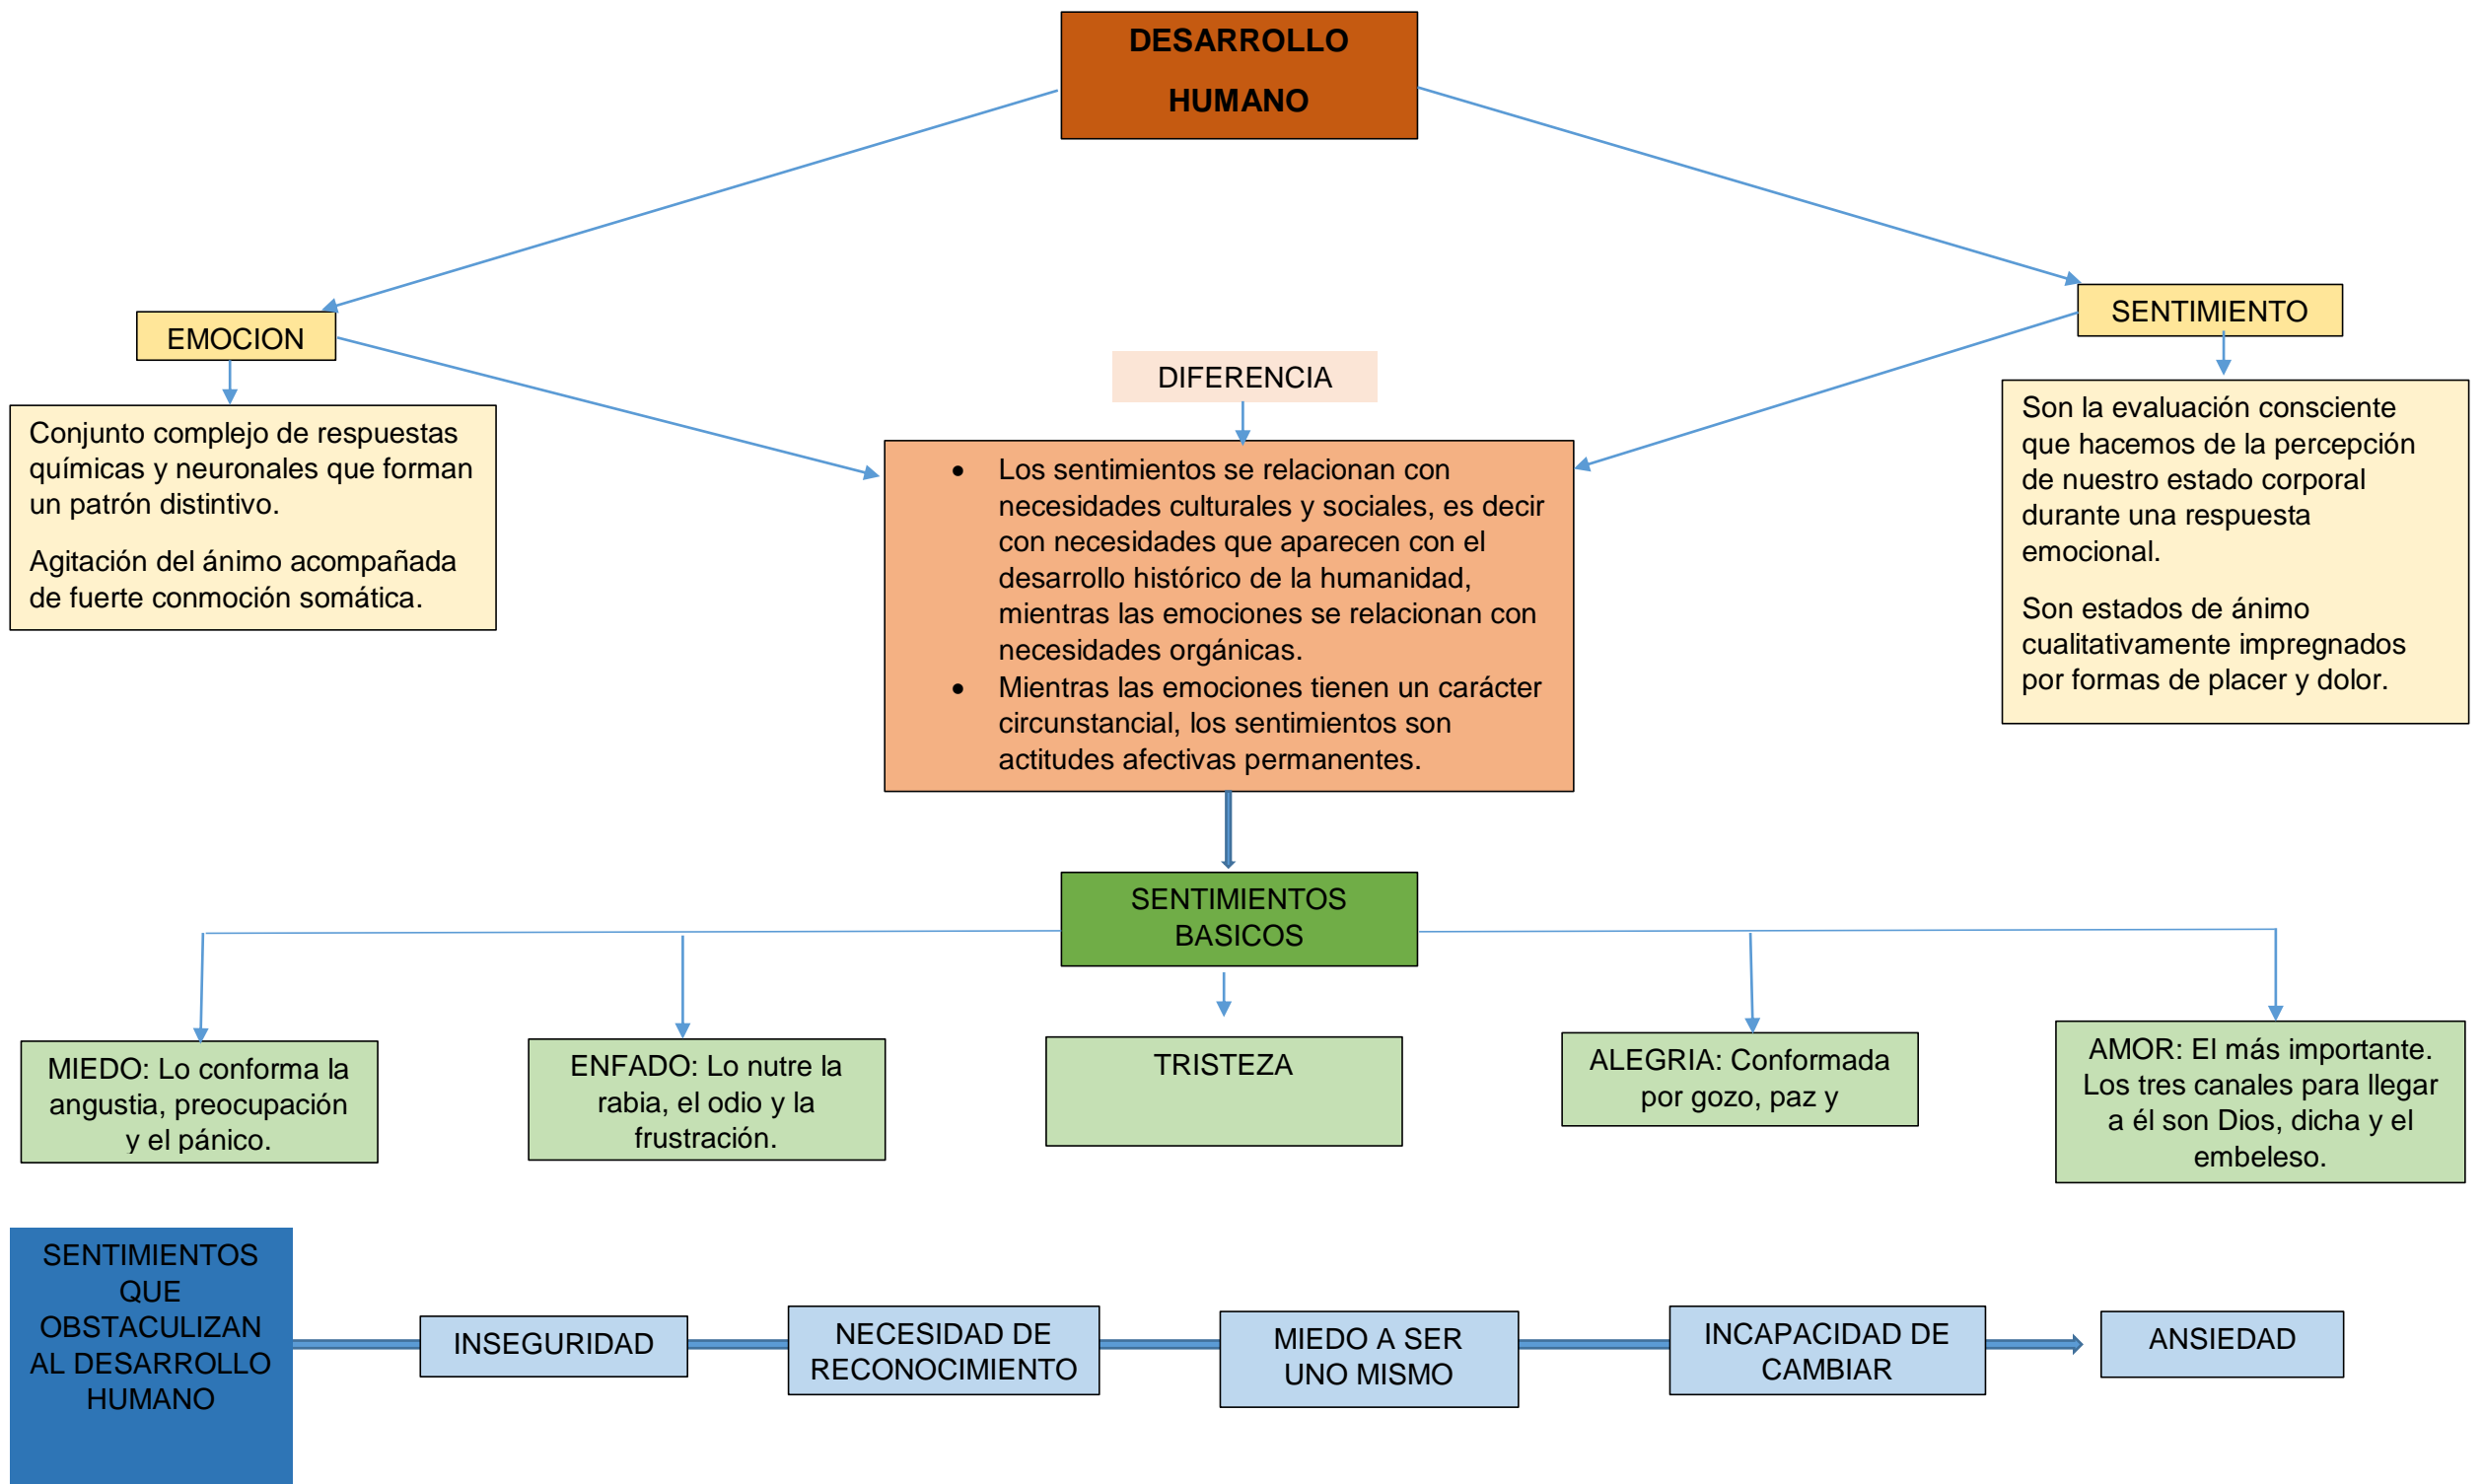 DESARROLLO
HUMANO
EMOCION
SENTIMIENTO
DIFERENCIA
Conjunto complejo de respuestas
químicas y neuronales que forman
un patrón distintivo.
Agitación del ánimo acompañada
de fuerte conmoción somática.
• Los sentimientos se relacionan con
necesidades culturales y sociales, es decir
con necesidades que aparecen con el
desarrollo histórico de la humanidad,
mientras las emociones se relacionan con
necesidades orgánicas.
• Mientras las emociones tienen un carácter
circunstancial, los sentimientos son
actitudes afectivas permanentes.
Son la evaluación consciente
que hacemos de la percepción
de nuestro estado corporal
durante una respuesta
emocional.
Son estados de ánimo
cualitativamente impregnados
por formas de placer y dolor.
SENTIMIENTOS
BASICOS
MIEDO: Lo conforma la
angustia, preocupación
y el pánico.
ENFADO: Lo nutre la
rabia, el odio y la
frustración.
TRISTEZA
ALEGRIA: Conformada
por gozo, paz y
AMOR: El más importante.
Los tres canales para llegar
a él son Dios, dicha y el
embeleso.
SENTIMIENTOS
QUE
OBSTACULIZAN
AL DESARROLLO
HUMANO
INSEGURIDAD
NECESIDAD DE
RECONOCIMIENTO
MIEDO A SER
UNO MISMO
INCAPACIDAD DE
CAMBIAR
ANSIEDAD